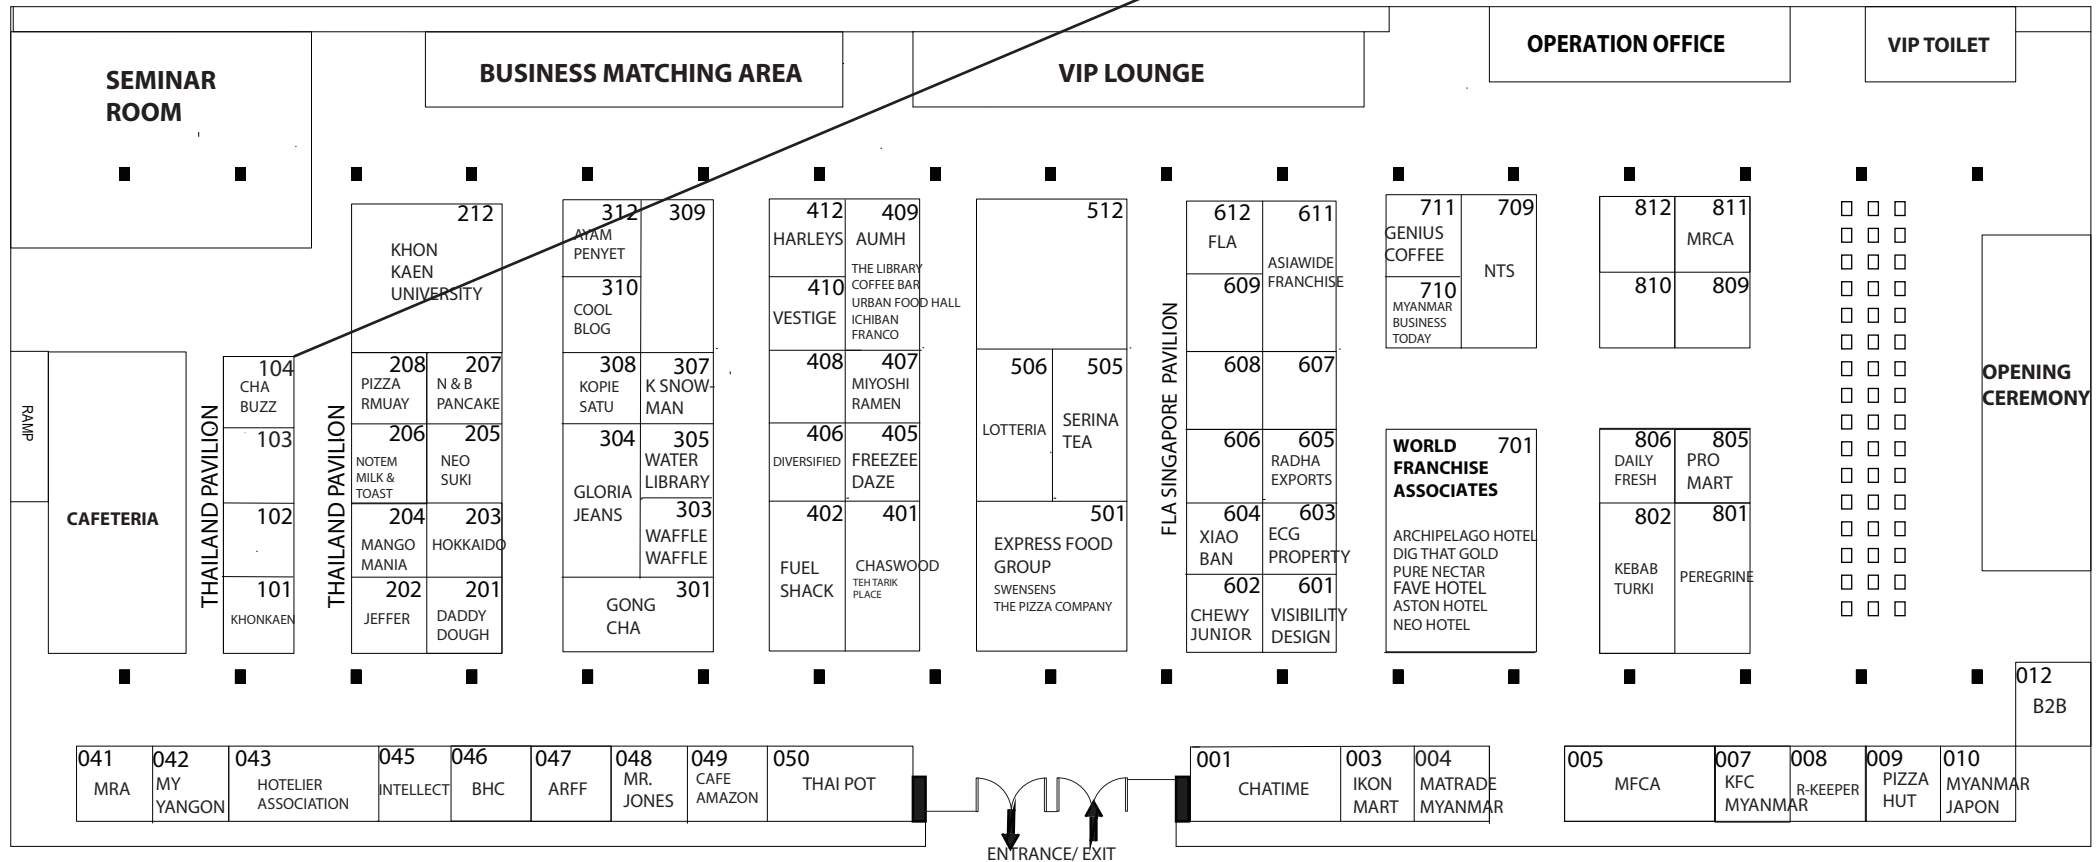 SEMINAR
ROOM
BUSINESS MATCHING AREA
VIP LOUNGE
OPERATION OFFICE
VIP TOILET
RAMP
CAFETERIA
THAILAND PAVILION
104
CHA
BUZZ
103
102
101
KHONKAEN
THAILAND PAVILION
212
KHON
KAEN
UNIVERSITY
208
PIZZA
RMUAY
207
N & B
PANCAKE
206
NOTEM
MILK &
TOAST
205
NEO
SUKI
204
MANGO
MANIA
203
HOKKAIDO
202
JEFFER
201
DADDY
DOUGH
312
AYAM
PENYET
309
310
COOL
BLOG
308
KOPIE
SATU
307
K SNOW-
MAN
304
GLORIA
JEANS
305
WATER
LIBRARY
303
WAFFLE
WAFFLE
301
GONG
CHA
412
HARLEYS
409
AUMH
THE LIBRARY
COFFEE BAR
URBAN FOOD HALL
ICHIBAN
FRANCO
410
VESTIGE
408
407
MIYOSHI
RAMEN
406
DIVERSIFIED
405
FREEZEE
DAZE
402
FUEL
SHACK
401
CHASWOOD
TEH TARIK
PLACE
512
506
LOTTERIA
505
SERINA
TEA
501
EXPRESS FOOD
GROUP
SWENSENS
THE PIZZA COMPANY
FLA SINGAPORE PAVILION
612
FLA
611
ASIAWIDE
FRANCHISE
609
608
607
606
605
RADHA
EXPORTS
604
XIAO
BAN
603
ECG
PROPERTY
602
CHEWY
JUNIOR
601
VISIBILITY
DESIGN
711
GENIUS
COFFEE
709
NTS
710
MYANMAR
BUSINESS
TODAY
701
WORLD
FRANCHISE
ASSOCIATES
ARCHIPELAGO HOTEL
DIG THAT GOLD
PURE NECTAR
FAVE HOTEL
ASTON HOTEL
NEO HOTEL
812
811
MRCA
810
809
806
DAILY
FRESH
805
PRO
MART
802
KEBAB
TURKI
801
PEREGRINE
OPENING
CEREMONY
012
B2B
041
MRA
042
MY
YANGON
043
HOTELIER
ASSOCIATION
045
INTELLECT
046
BHC
047
ARFF
048
MR.
JONES
049
CAFE
AMAZON
050
THAI POT
ENTRANCE/ EXIT
001
CHATIME
003
IKON
MART
004
MATRADE
MYANMAR
005
MFCA
007
KFC
MYANMAR
008
R-KEEPER
009
PIZZA
HUT
010
MYANMAR
JAPON